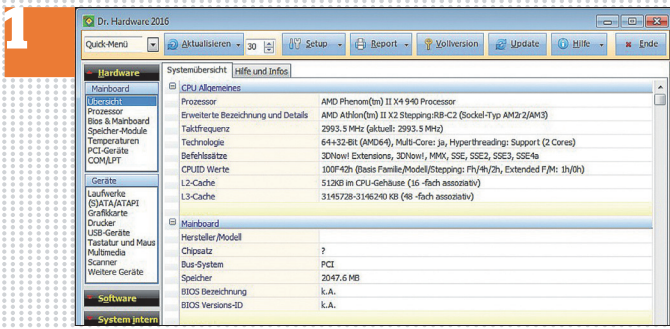 1
Dr. Hardware 2016
Quick-Menü Aktualisieren 30 Setup Report Vollversion Update Hilfe Ende
Hardware
Mainboard
Übersicht
Prozessor
Bios & Mainboard
Speicher-Module
Temperaturen
PCI-Geräte
COM/LPT
Geräte
Laufwerke
(S)ATA/ATAPI
Grafikkarte
Drucker
USB-Geräte
Tastatur und Maus
Multimedia
Scanner
Weitere Geräte
Software
System intern
Systemübersicht Hilfe und Infos
CPU Allgemeines
Prozessor AMD Phenom(tm) II X4 940 Processor
Erweiterte Bezeichnung und Details AMD Athlon(tm) II X2 Stepping:RB-C2 (Sockel-Typ AM2r2/AM3)
Taktfrequenz 2993.5 MHz (aktuell: 2993.5 MHz)
Technologie 64+32-Bit (AMD64), Multi-Core: ja, Hyperthreading: Support (2 Cores)
Befehlssätze 3DNow! Extensions, 3DNow!, MMX, SSE, SSE2, SSE3, SSE4a
CPUID Werte 100F42h (Basis Familie/Modell/Stepping: Fh/4h/2h, Extended F/M: 1h/0h)
L2-Cache 512KB im CPU-Gehäuse (16 -fach assoziativ)
L3-Cache 3145728-3146240 KB (48 -fach assoziativ)
Mainboard
Hersteller/Modell
Chipsatz ?
Bus-System PCI
Speicher 2047.6 MB
BIOS Bezeichnung k.A.
BIOS Versions-ID k.A.